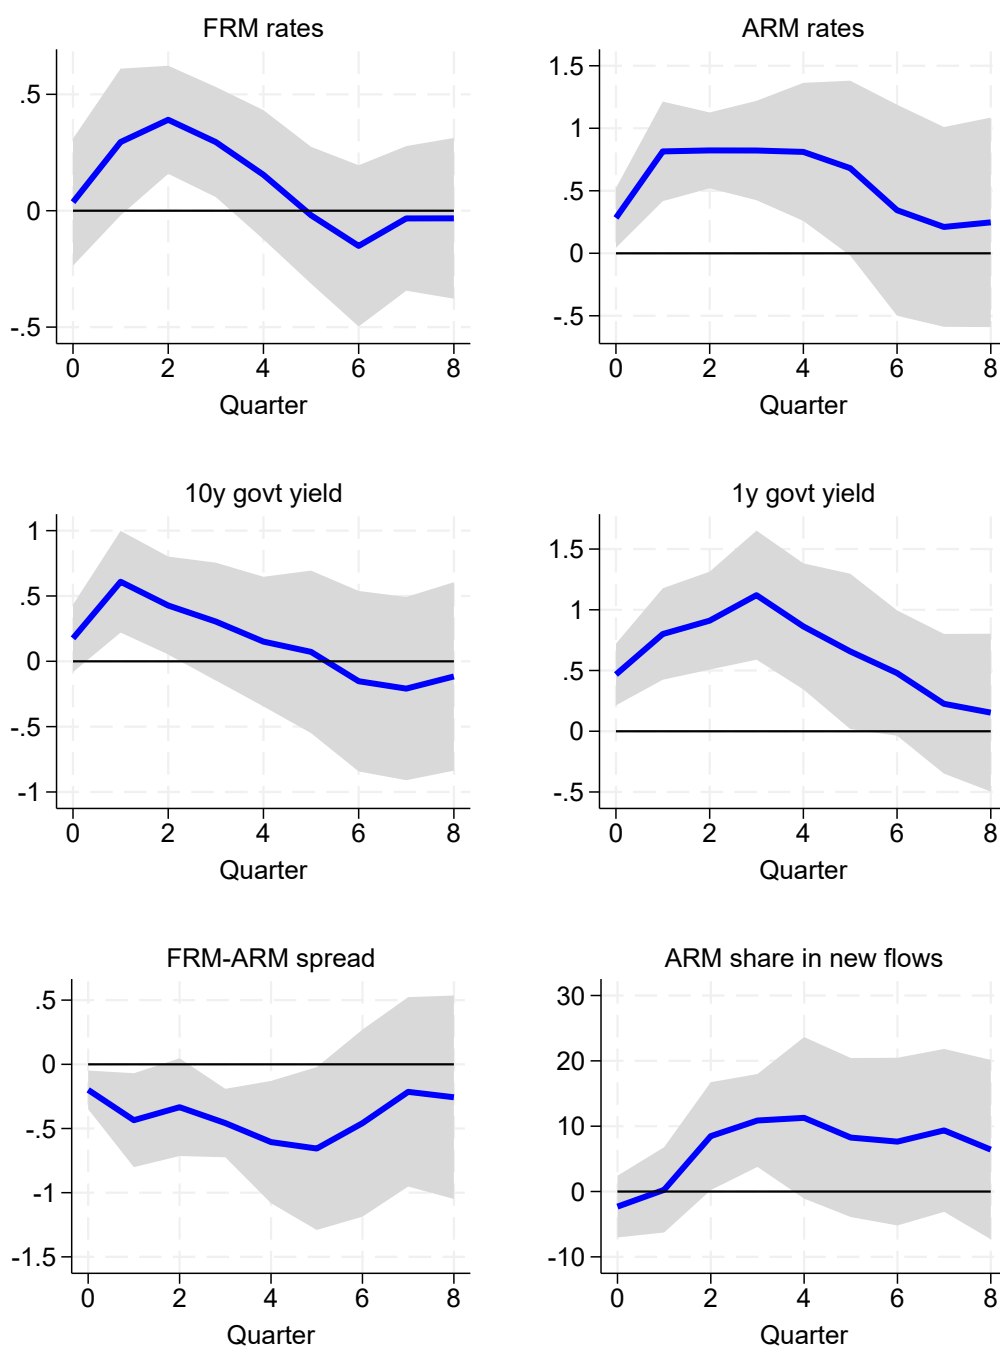 FRM rates
.5
0
-.5
0 2 4 6 8
Quarter
ARM rates
1.5
1
.5
0
-.5
0 2 4 6 8
Quarter
10y govt yield
1
.5
0
-.5
-1
0 2 4 6 8
Quarter
1y govt yield
1.5
1
.5
0
-.5
0 2 4 6 8
Quarter
FRM-ARM spread
.5
0
-.5
-1
-1.5
0 2 4 6 8
Quarter
ARM share in new flows
30
20
10
0
-10
0 2 4 6 8
Quarter